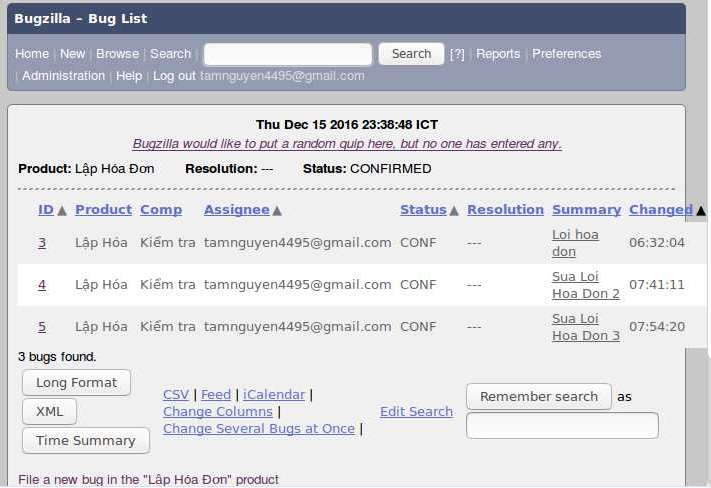 Bugzilla – Bug List
Home | New | Browse | Search | Search [?] | Reports | Preferences
| Administration | Help | Log out tamnguyen4495@gmail.com
Thu Dec 15 2016 23:38:48 ICT
Bugzilla would like to put a random quip here, but no one has entered any.
Product: Lập Hóa Đơn Resolution: --- Status: CONFIRMED
ID ▲ Product Comp Assignee ▲ Status ▲ Resolution Summary Changed ▲
3 Lập Hóa Kiểm tra tamnguyen4495@gmail.com CONF --- Loi hoa don 06:32:04
4 Lập Hóa Kiểm tra tamnguyen4495@gmail.com CONF --- Sua Loi Hoa Don 2 07:41:11
5 Lập Hóa Kiểm tra tamnguyen4495@gmail.com CONF --- Sua Loi Hoa Don 3 07:54:20
3 bugs found.
Long Format
XML
Time Summary
CSV | Feed | iCalendar |
Change Columns |
Change Several Bugs at Once |
Edit Search
Remember search as
File a new bug in the "Lập Hóa Đơn" product